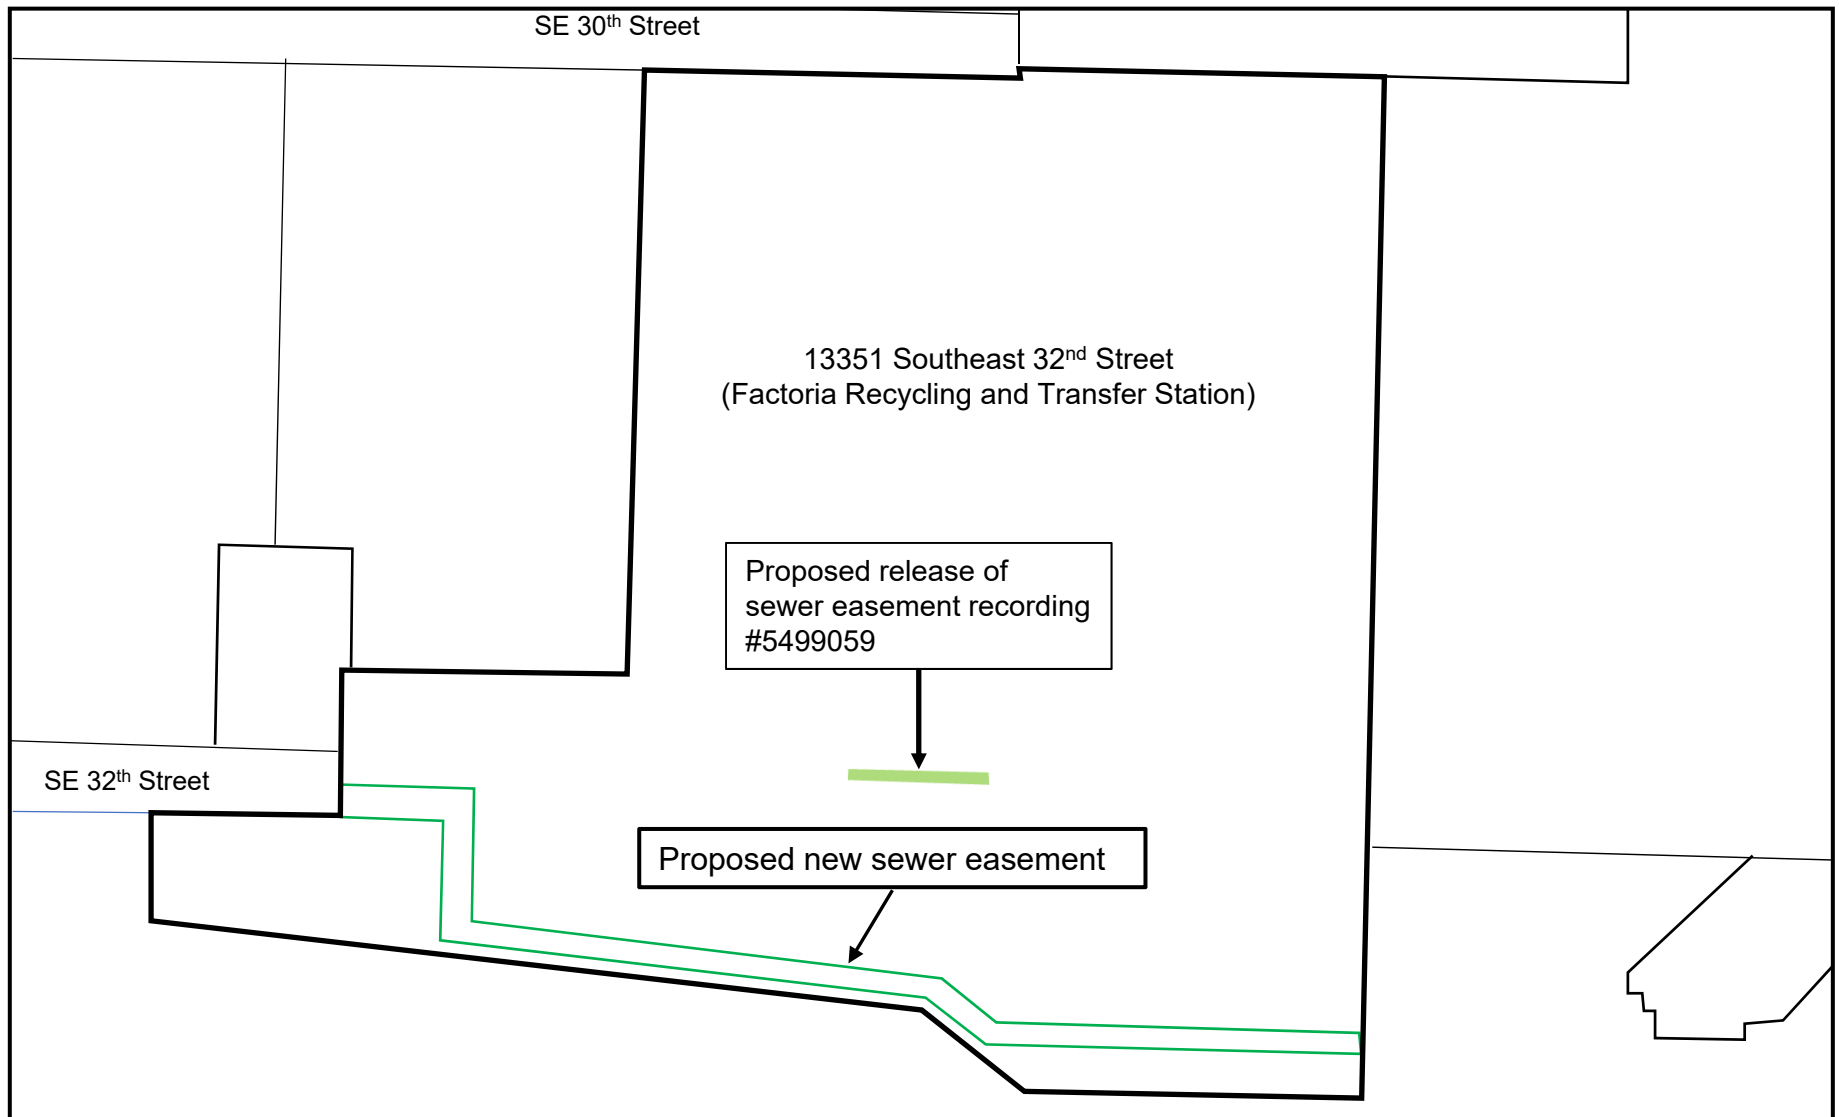 SE 30th Street
13351 Southeast 32nd Street
(Factoria Recycling and Transfer Station)
Proposed release of
sewer easement recording
#5499059
SE 32th Street
Proposed new sewer easement